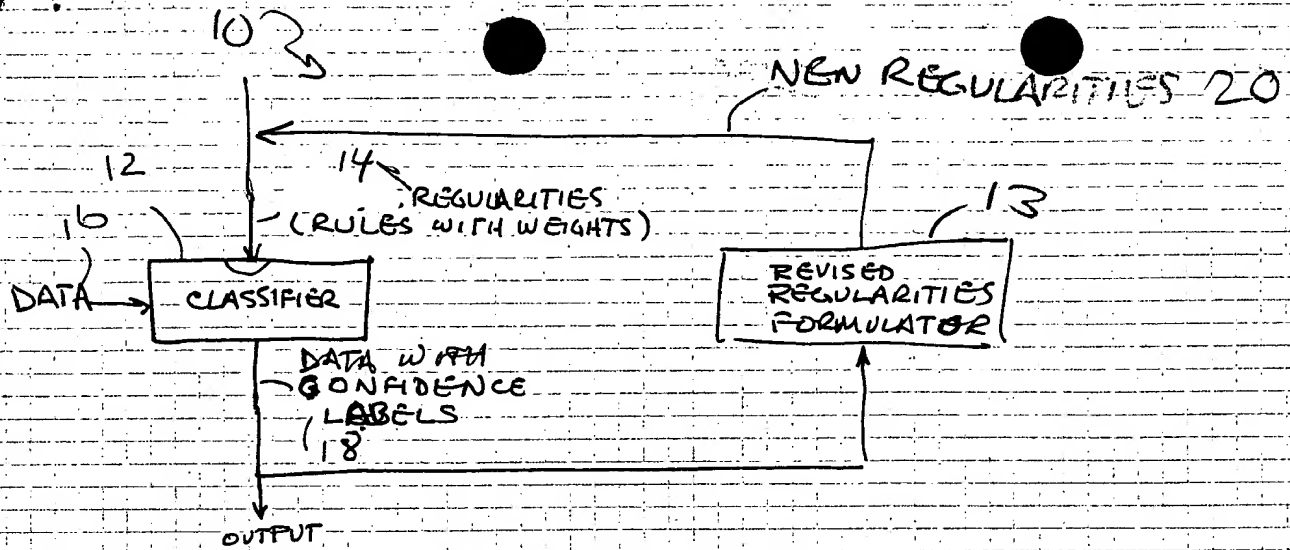 10
NEW REGULARITIES 20
12
14
REGULARITIES
(RULES WITH WEIGHTS)
13
16
DATA
CLASSIFIER
REVISED
REGULARITIES
FORMULATOR
DATA WITH
CONFIDENCE
LABELS
18
OUTPUT